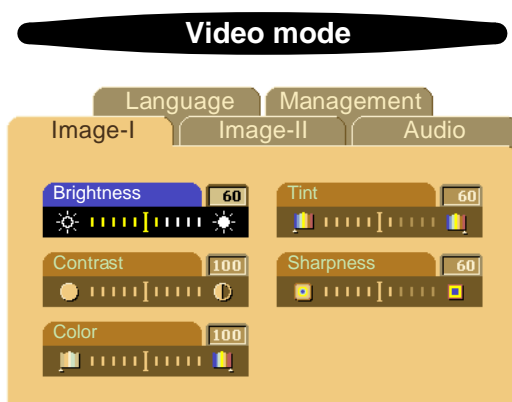 Video mode
Language Management
Image-I Image-II Audio
Brightness 60
Tint 60
Contrast 100
Sharpness 60
Color 100